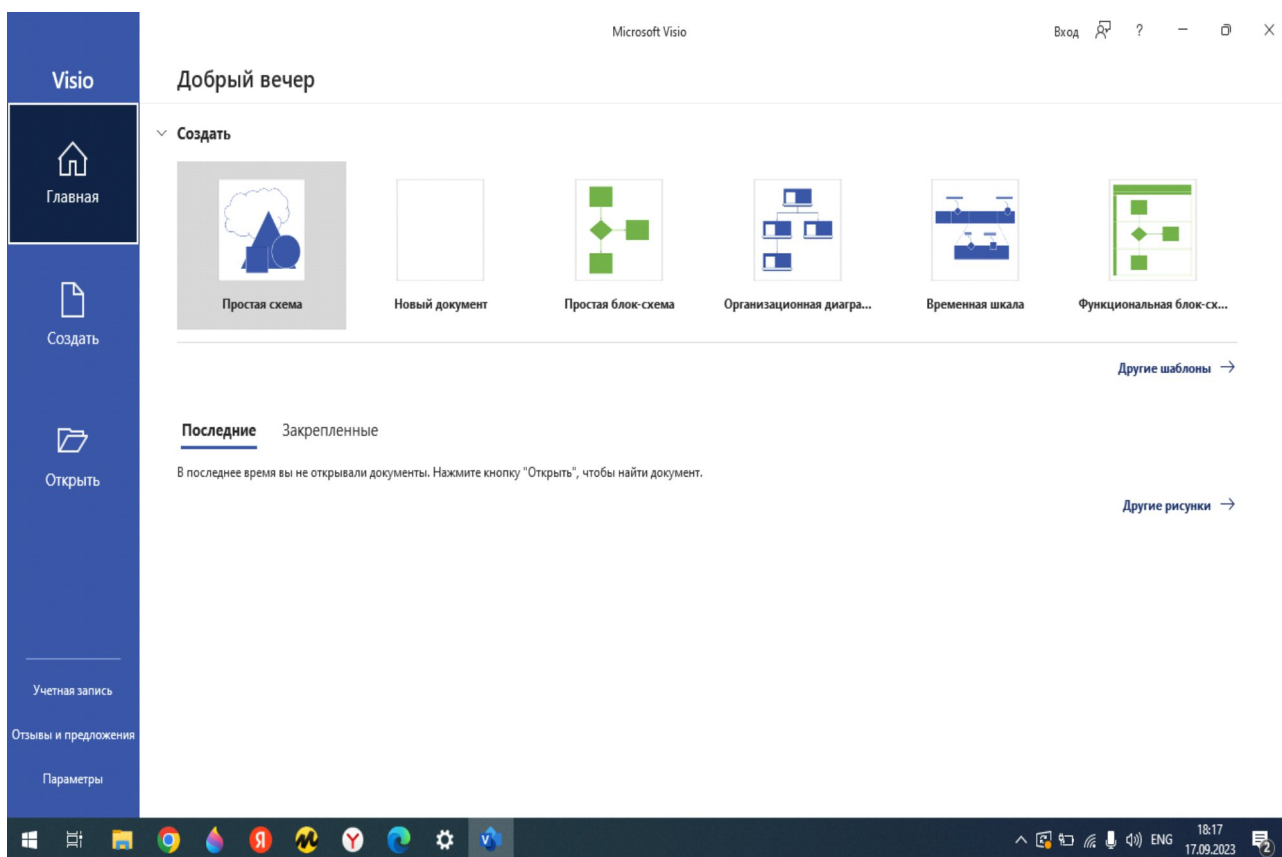 Microsoft Visio
Вход
?
Visio
Добрый вечер
Главная
Создать
Открыть
Учетная запись
Отзывы и предложения
Параметры
Создать
Простая схема
Новый документ
Простая блок-схема
Организационная диагра...
Временная шкала
Функциональная блок-сх...
Другие шаблоны
Последние Закрепленные
В последнее время вы не открывали документы. Нажмите кнопку "Открыть", чтобы найти документ.
Другие рисунки
ENG
18:17
17.09.2023
2